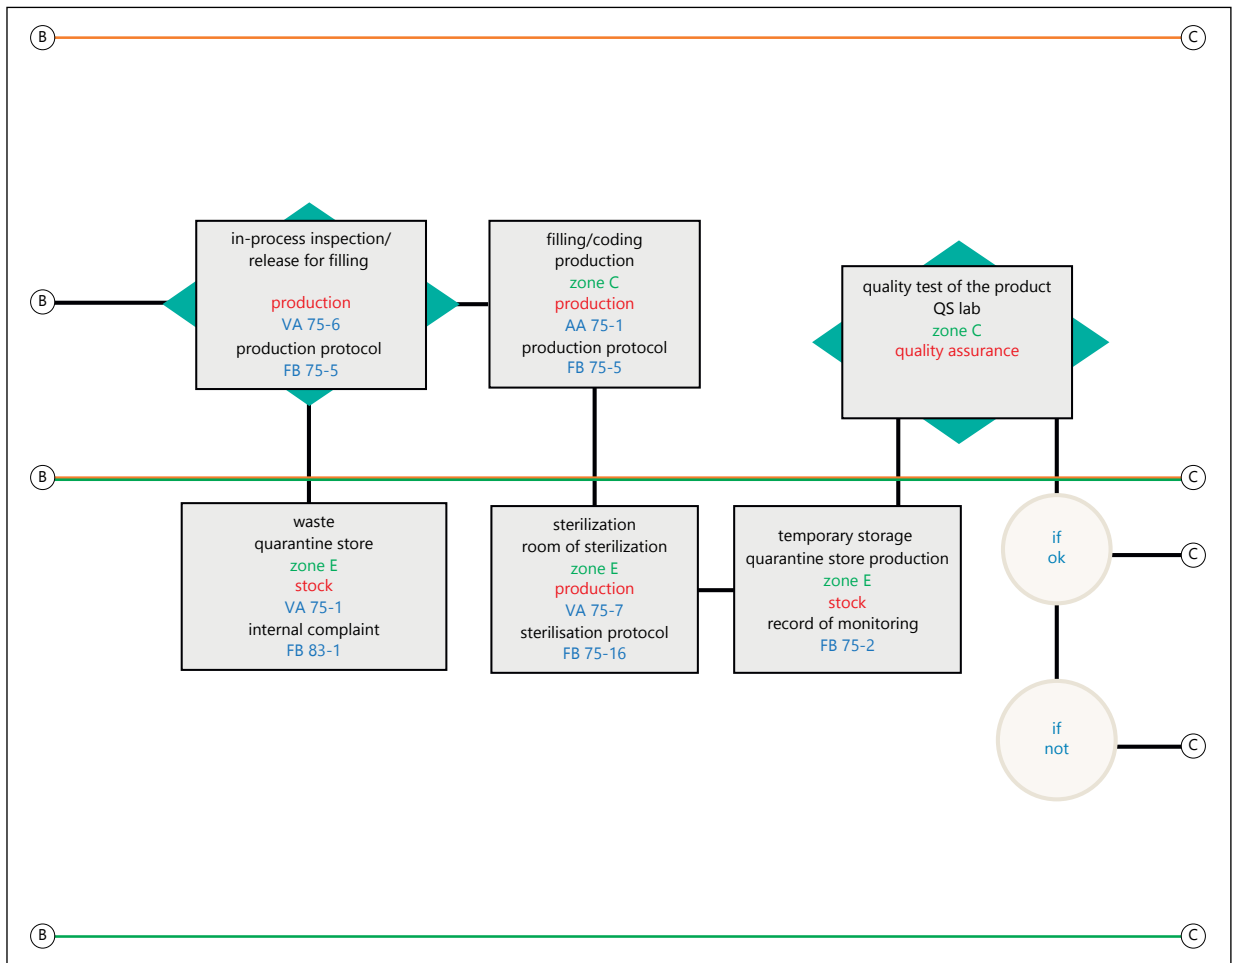 B
C
B
in-process inspection/
release for filling
production
VA 75-6
production protocol
FB 75-5
filling/coding
production
zone C
production
AA 75-1
production protocol
FB 75-5
quality test of the product
QS lab
zone C
quality assurance
B
C
waste
quarantine store
zone E
stock
VA 75-1
internal complaint
FB 83-1
sterilization
room of sterilization
zone E
production
VA 75-7
sterilisation protocol
FB 75-16
temporary storage
quarantine store production
zone E
stock
record of monitoring
FB 75-2
if
ok
C
if
not
C
B
C